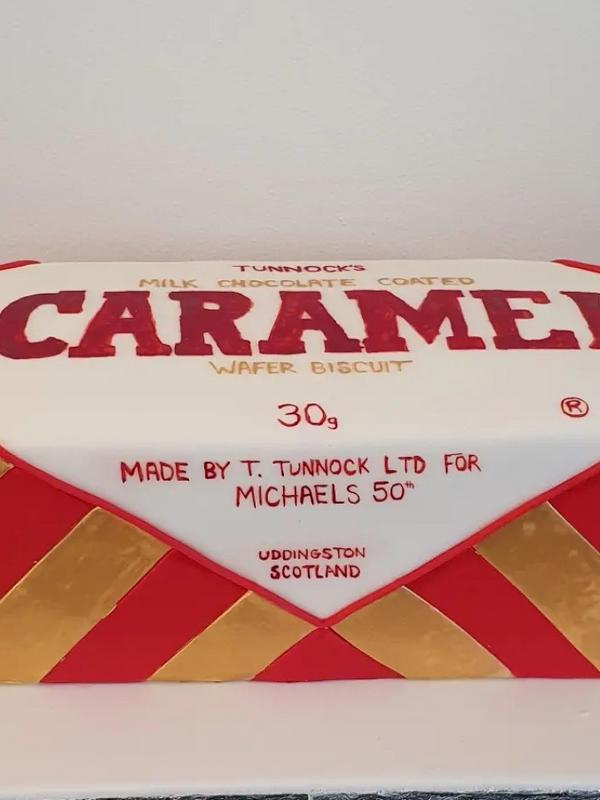 TUNNOCK'S
MILK CHOCOLATE COATED
CARAMEL
WAFER BISCUIT
30g
®
MADE BY T. TUNNOCK LTD FOR
MICHAELS 50th
UDDINGSTON
SCOTLAND